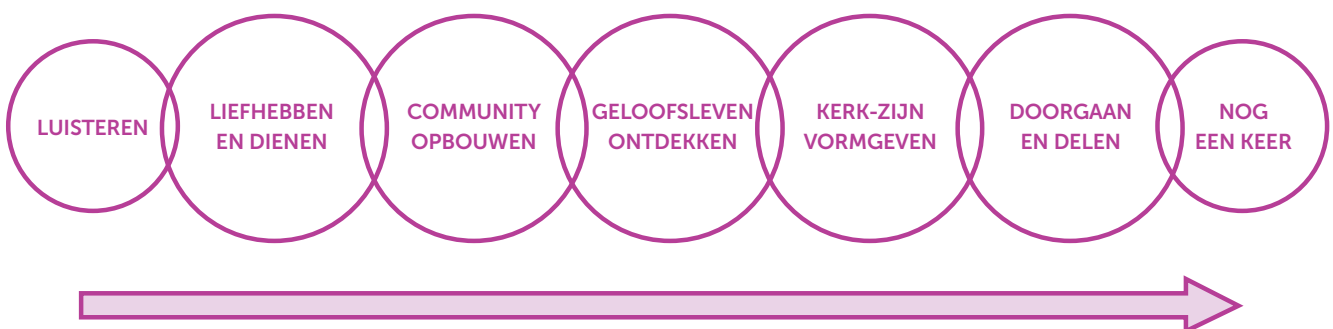 LUISTEREN
LIEFHEBBEN
EN DIENEN
COMMUNITY
OPBOUWEN
GELOOFSLEVEN
ONTDEKKEN
KERK-ZIJN
VORMGEVEN
DOORGAAN
EN DELEN
NOG
EEN KEER